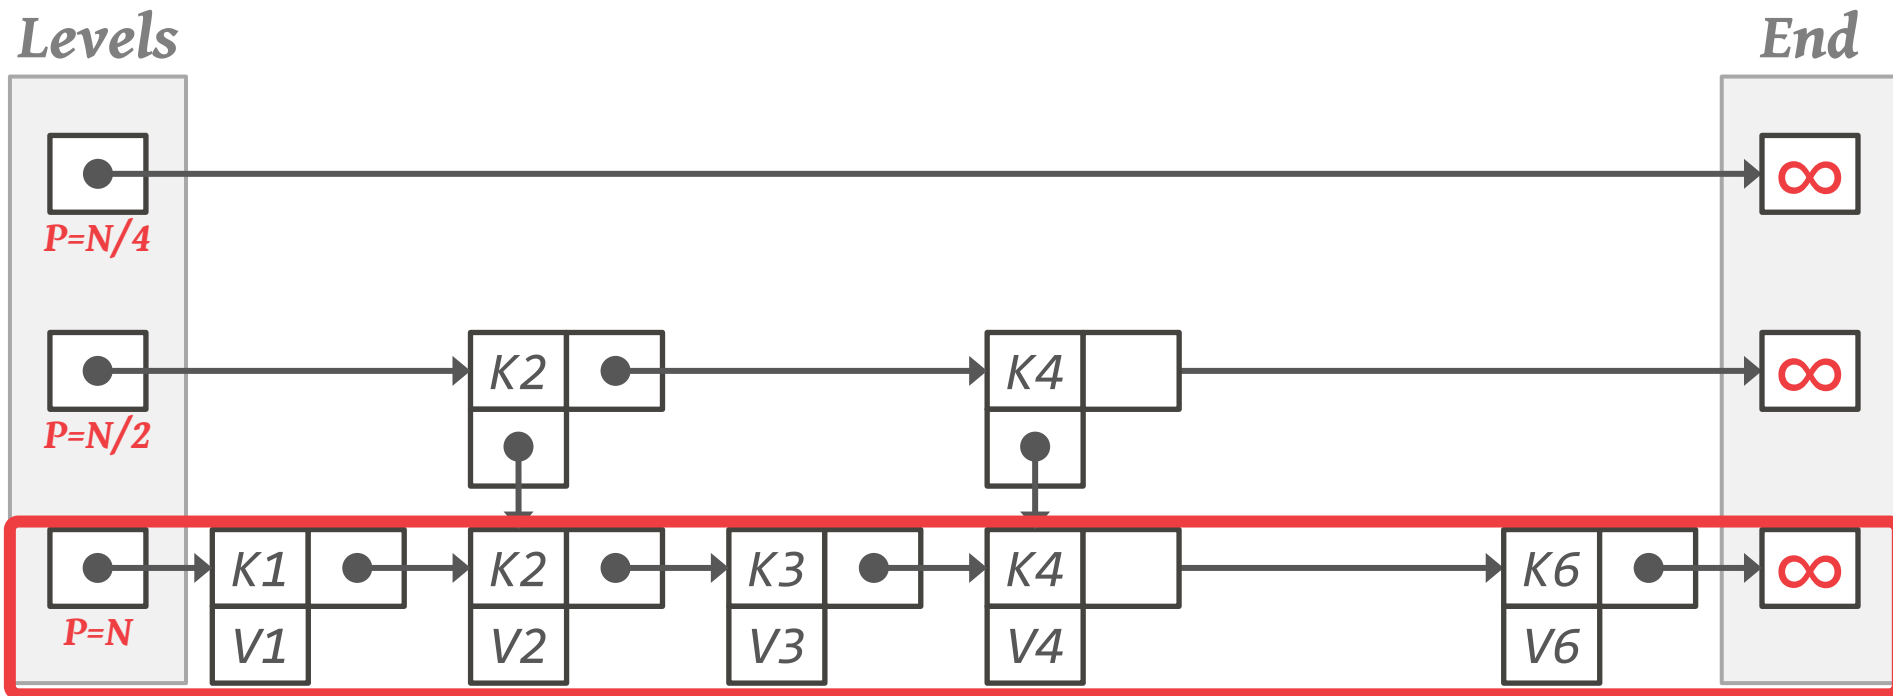 Levels End
∞
P=N/4
K2 K4 ∞
P=N/2
K1 K2 K3 K4 K6 ∞
P=N
V1 V2 V3 V4 V6